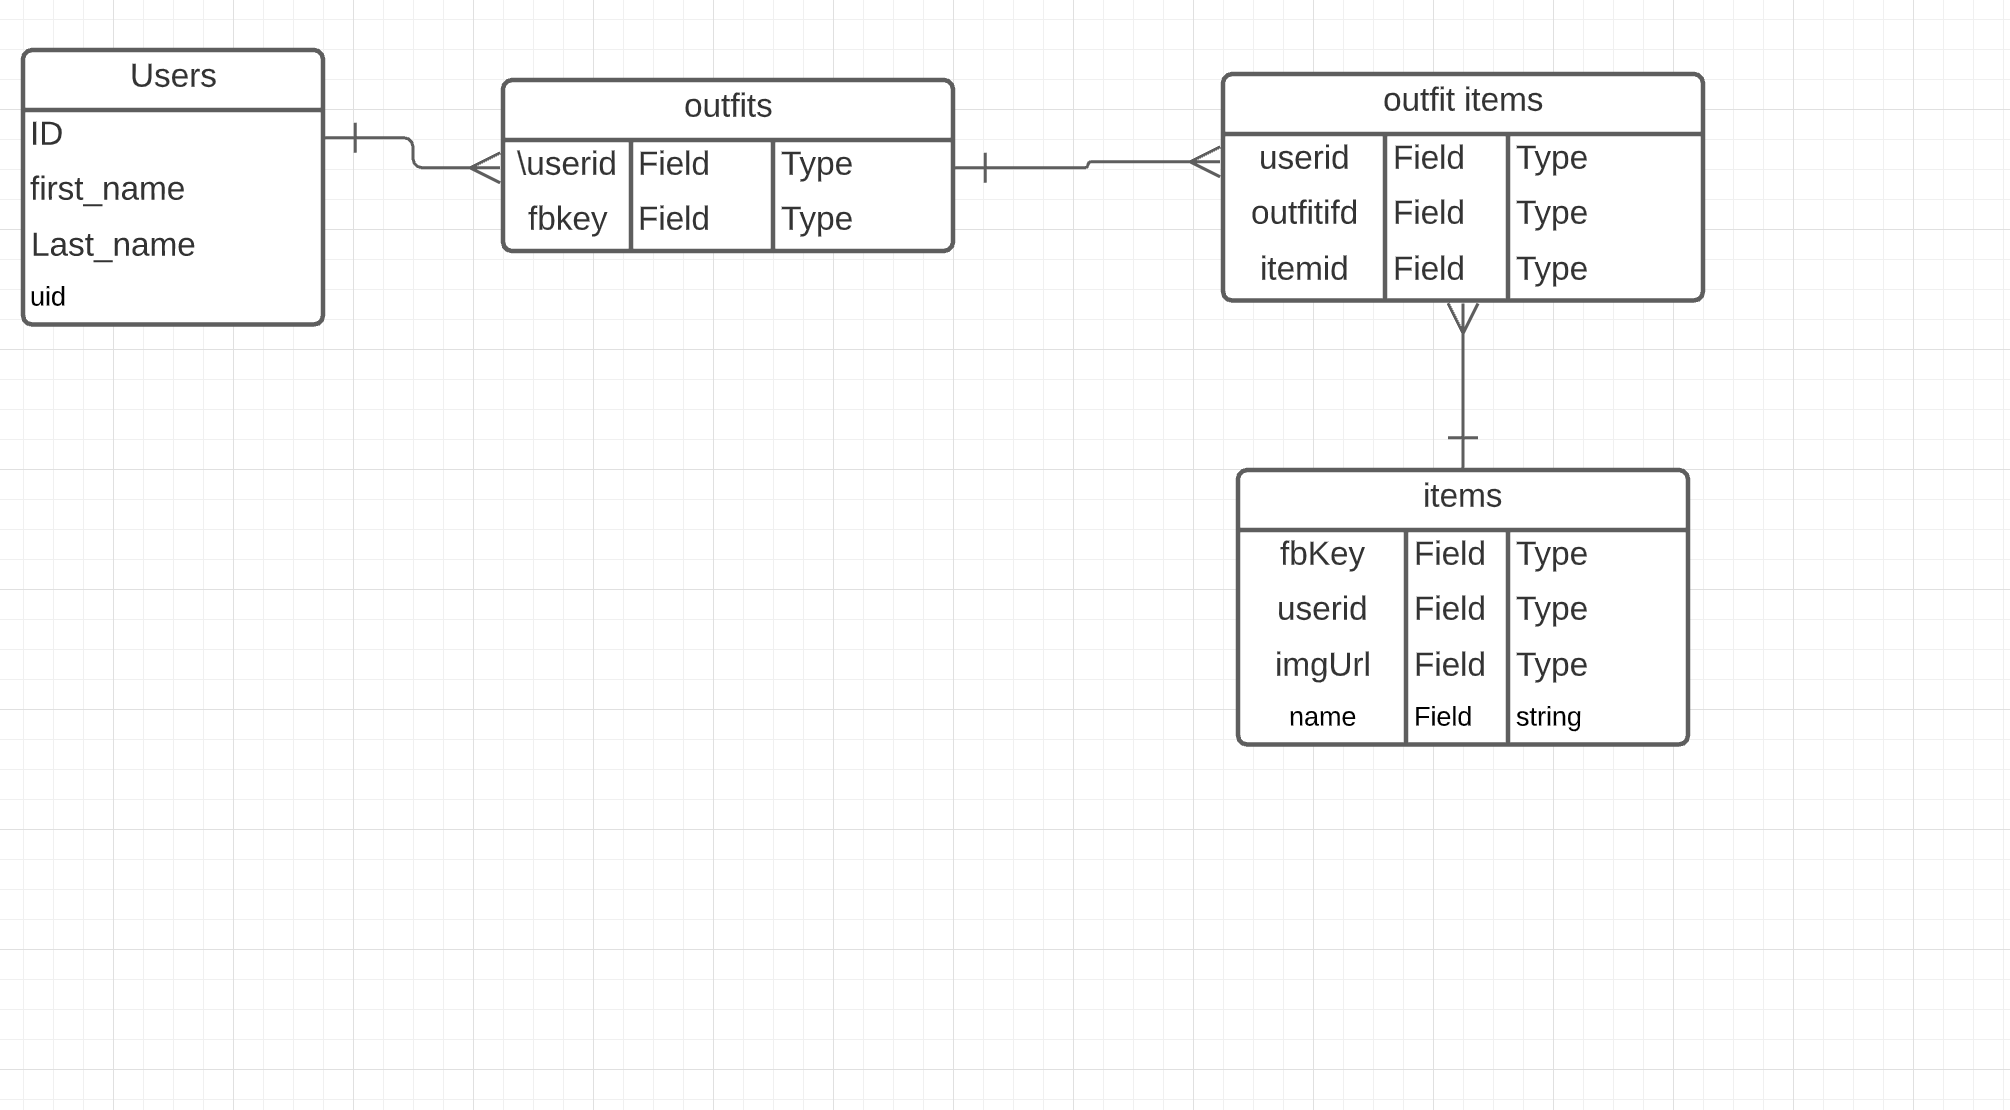 Users
ID
first_name
Last_name
uid
outfits
\userid Field Type
fbkey Field Type
outfit items
userid Field Type
outfitifd Field Type
itemid Field Type
items
fbKey Field Type
userid Field Type
imgUrl Field Type
name Field string